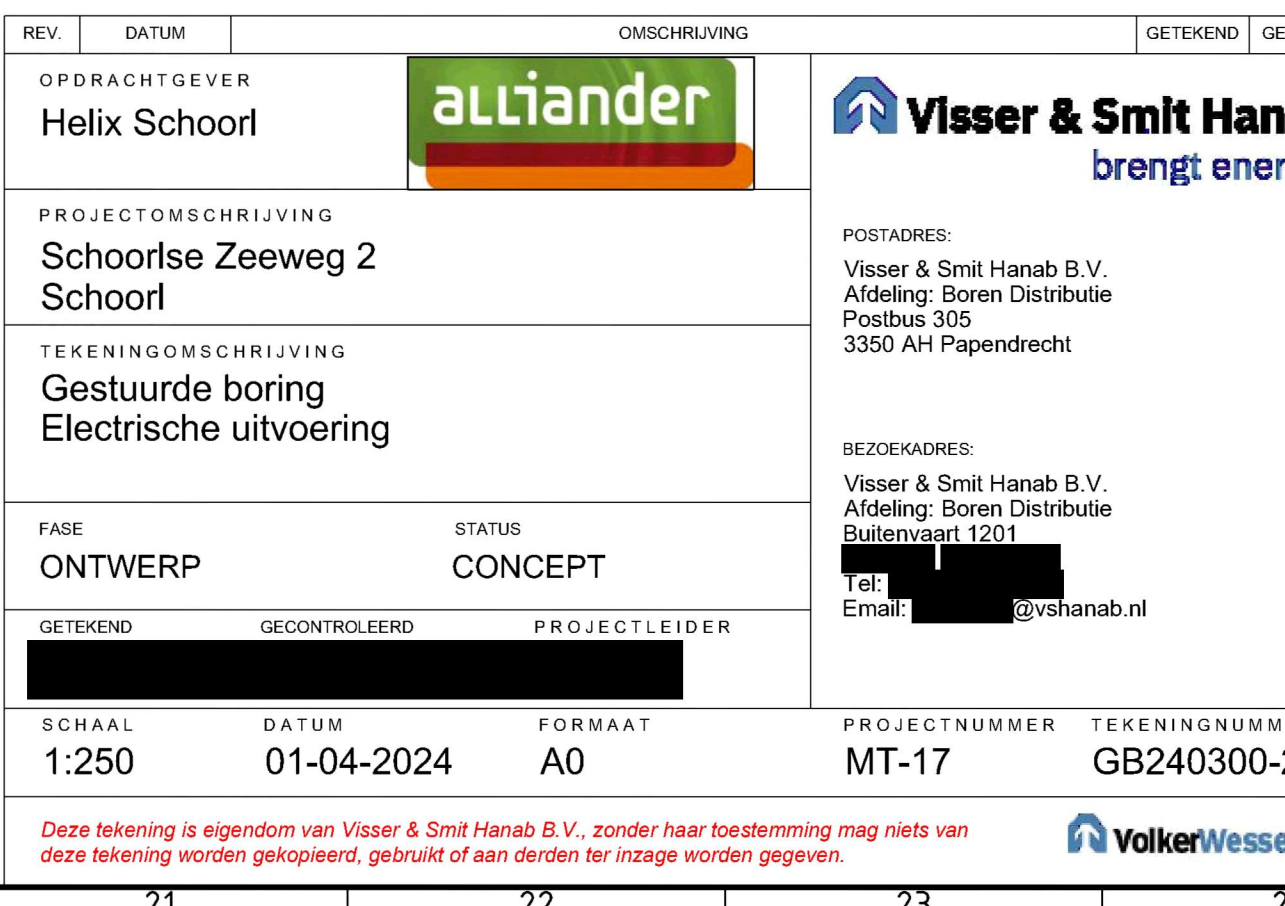 REV. DATUM OMSCHRIJVING GETEKEND
OPDRACHTGEVER
Helix Schoorl
alliander
Visser & Smit
brengt
PROJECTOMSCHRIJVING
Schoorlse Zeeweg 2
Schoorl
POSTADRES:
Visser & Smit Hanab B.V.
Afdeling: Boren Distributie
Postbus 305
3350 AH Papendrecht
TEKENINGOMSCHRIJVING
Gestuurde boring
Electrische uitvoering
BEZOEKADRES:
Visser & Smit Hanab B.V.
Afdeling: Boren Distributie
Buitenvaart 1201
Tel:
Email: @vshanab.nl
FASE STATUS
ONTWERP CONCEPT
GETEKEND GECONTROLEERD PROJECTLEIDER
SCHAAL DATUM FORMAAT PROJECTNUMMER
1:250 01-04-2024 A0 MT-17 GB240300-
Deze tekening is eigendom van Visser & Smit Hanab B.V., zonder haar toestemming mag niets van
deze tekening worden gekopieerd, gebruikt of aan derden ter inzage worden gegeven.
21 22 23